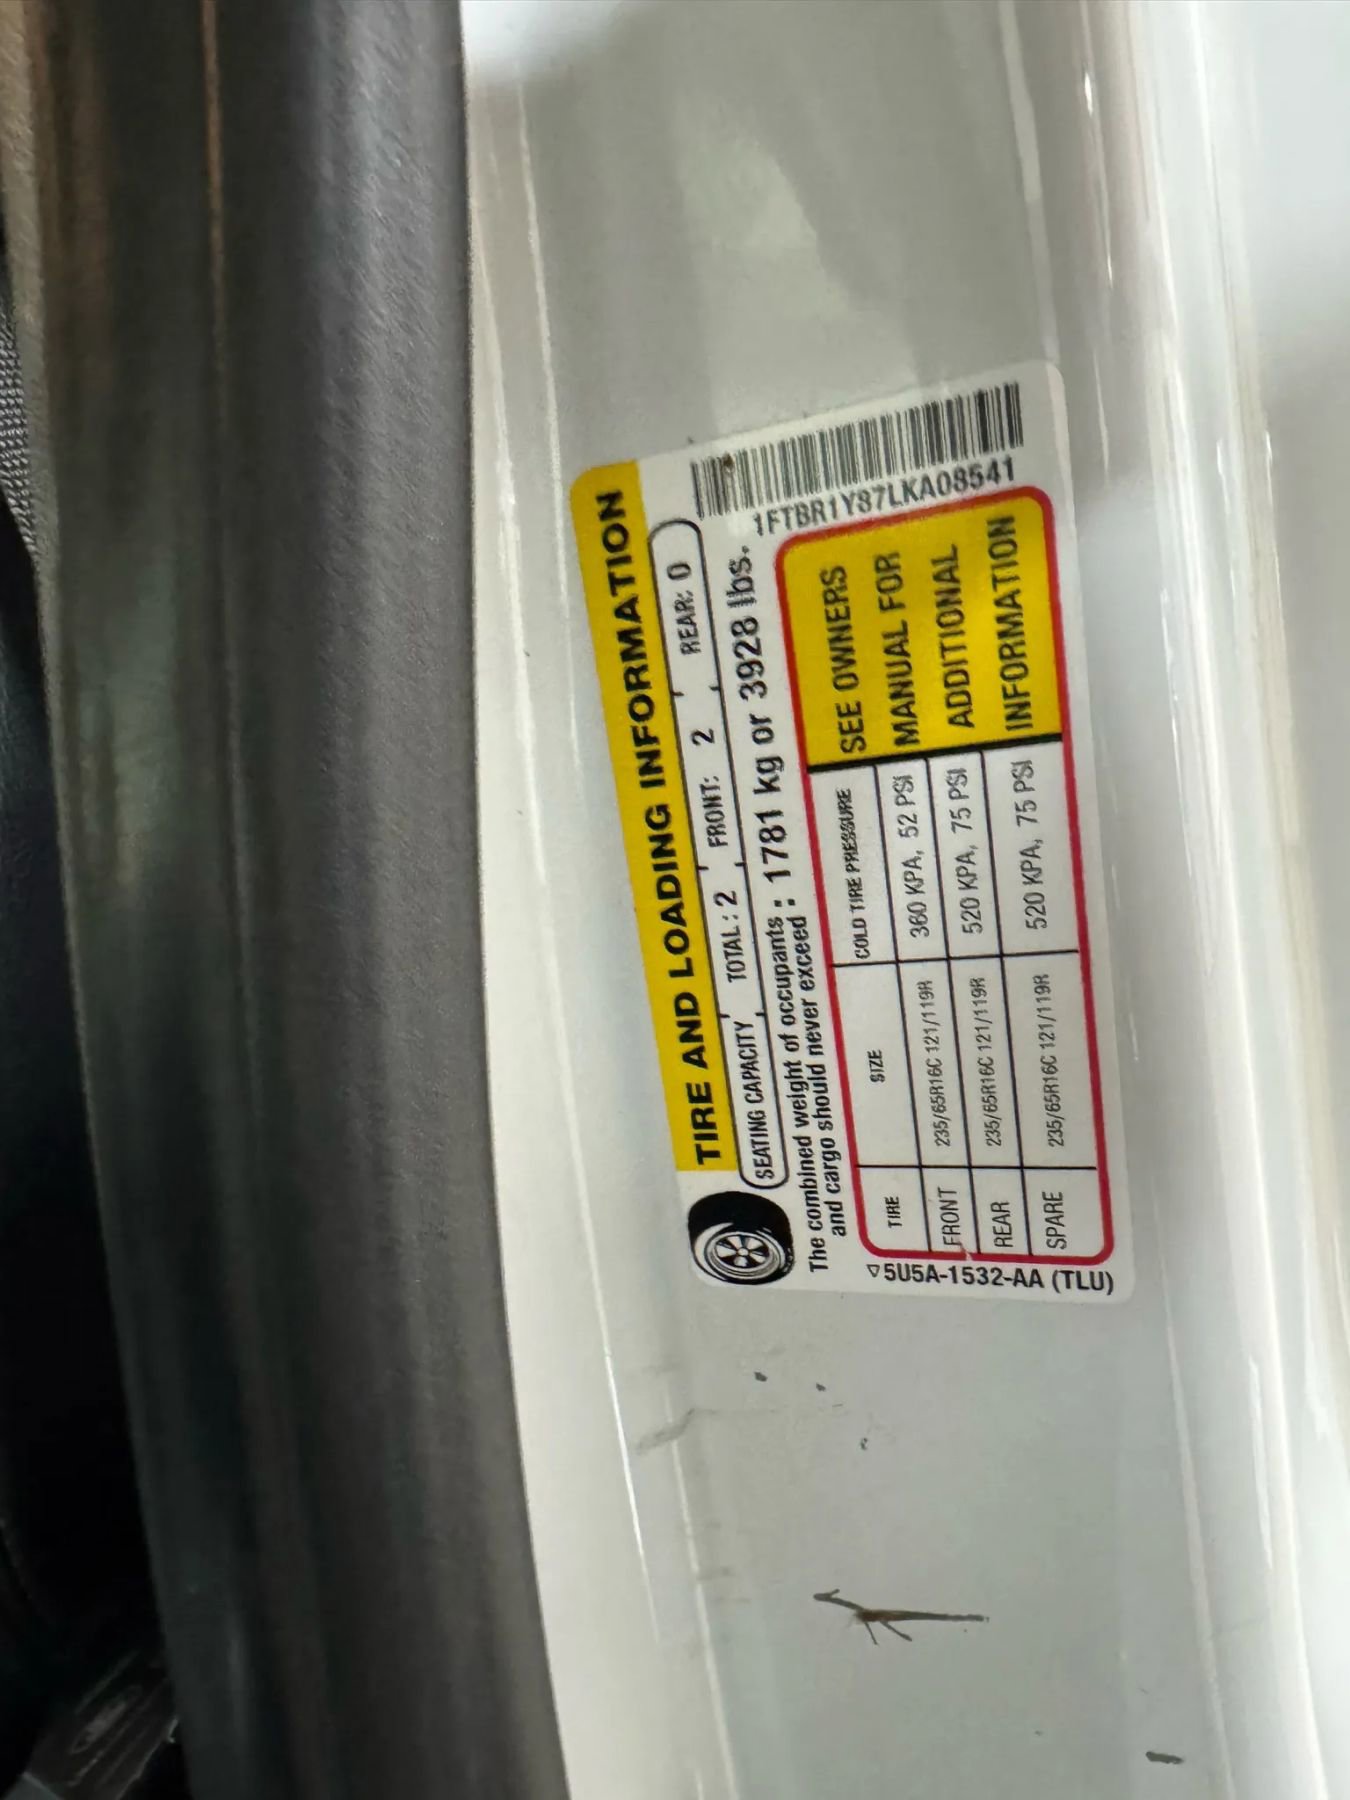 TIRE AND LOADING INFORMATION
SEATING CAPACITY TOTAL : 2 FRONT: 2 REAR: 0
The combined weight of occupants
and cargo should never exceed : 1781 kg or 3928 lbs.
1FTBR1Y87LKA08541
TIRE SIZE COLD TIRE PRESSURE
FRONT 235/65R16C 121/119R 360 KPA, 52 PSI
REAR 235/65R16C 121/119R 520 KPA, 75 PSI
SPARE 235/65R16C 121/119R 520 KPA, 75 PSI
SEE OWNERS
MANUAL FOR
ADDITIONAL
INFORMATION
5U5A-1532-AA (TLU)